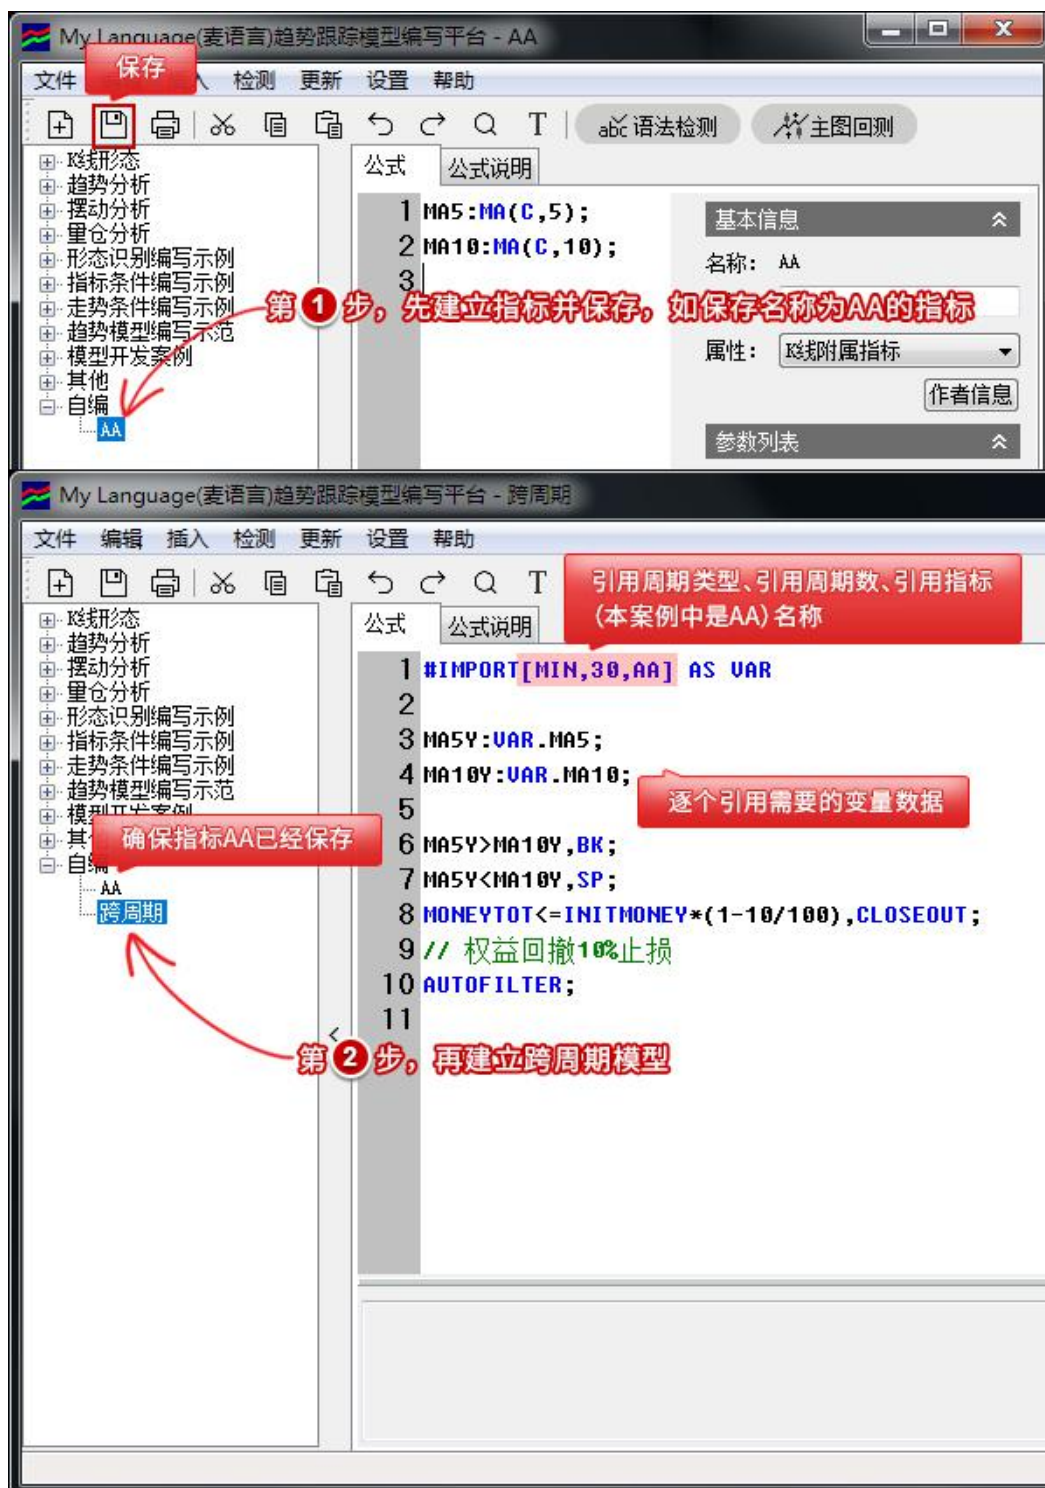 My Language(麦语言)趋势跟踪模型编写平台 - AA
保存
文件 检测 更新 设置 帮助
T abc 语法检测 主图回测
K线形态
趋势分析
摆动分析
量仓分析
形态识别编写示例
指标条件编写示例
走势条件编写示例
趋势模型编写示范
模型开发案例
其他
自编
AA
公式 公式说明
1 MA5:MA(C,5);
2 MA10:MA(C,10);
3
基本信息
名称: AA
第1步，先建立指标并保存，如保存名称为AA的指标
属性: K线附属指标
作者信息
参数列表
My Language(麦语言)趋势跟踪模型编写平台 - 跨周期
文件 编辑 插入 检测 更新 设置 帮助
T
引用周期类型、引用周期数、引用指标
(本案例中是AA)名称
K线形态
趋势分析
摆动分析
量仓分析
形态识别编写示例
指标条件编写示例
走势条件编写示例
趋势模型编写示范
模型开发案例
其
自编
AA
跨周期
确保指标AA已经保存
公式 公式说明
1 #IMPORT[MIN,30,AA] AS VAR
2
3 MA5Y:VAR.MA5;
4 MA10Y:VAR.MA10;
逐个引用需要的变量数据
5
6 MA5Y>MA10Y,BK;
7 MA5Y<MA10Y,SP;
8 MONEYTOT<=INITMONEY*(1-10/100),CLOSEOUT;
9 // 权益回撤10%止损
10 AUTOFILTER;
11
第2步，再建立跨周期模型